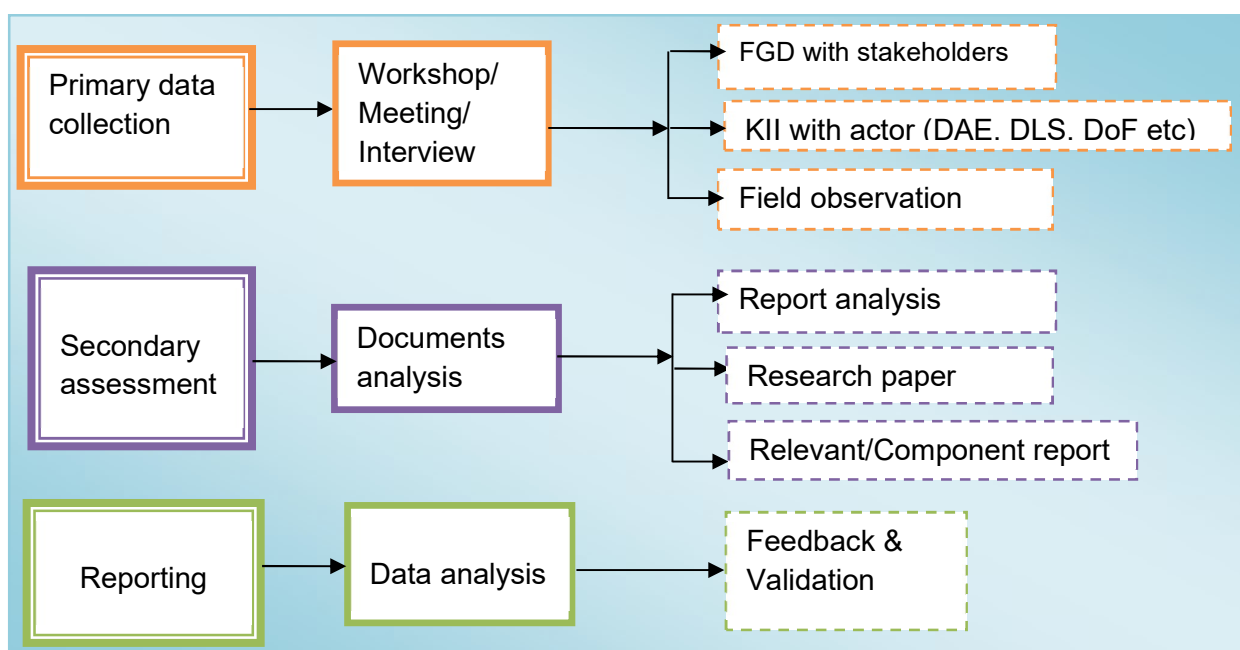 Primary data
collection
Workshop/
Meeting/
Interview
FGD with stakeholders
KII with actor (DAE, DLS, DoF etc)
Field observation
Secondary
assessment
Documents
analysis
Report analysis
Research paper
Relevant/Component report
Reporting
Data analysis
Feedback &
Validation